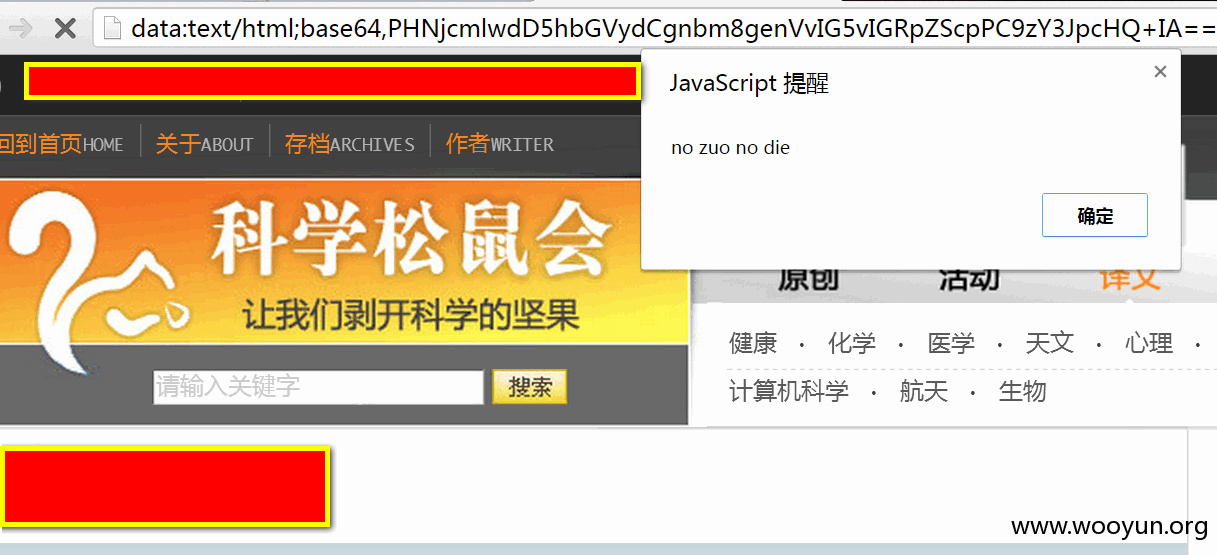 data:text/html;base64,PHNjcmlwdD5hbGVydCgnbm8genVvIG5vIGRpZScpPC9zY3JpcHQ+IA==
JavaScript 提醒
no zuo no die
确定
回到首页HOME 关于ABOUT 存档ARCHIVES 作者WRITER
科学松鼠会
让我们剥开科学的坚果
原创 活动 译文
健康 · 化学 · 医学 · 天文 · 心理 ·
计算机科学 · 航天 · 生物
请输入关键字 搜索
www.wooyun.org